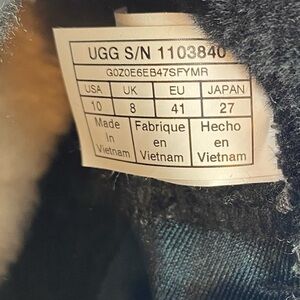 UGG S/N 1103840
G0Z0E6EB47SFYMR
USA UK EU JAPAN
10 8 41 27
Made Fabrique Hecho
in en en
Vietnam Vietnam Vietnam